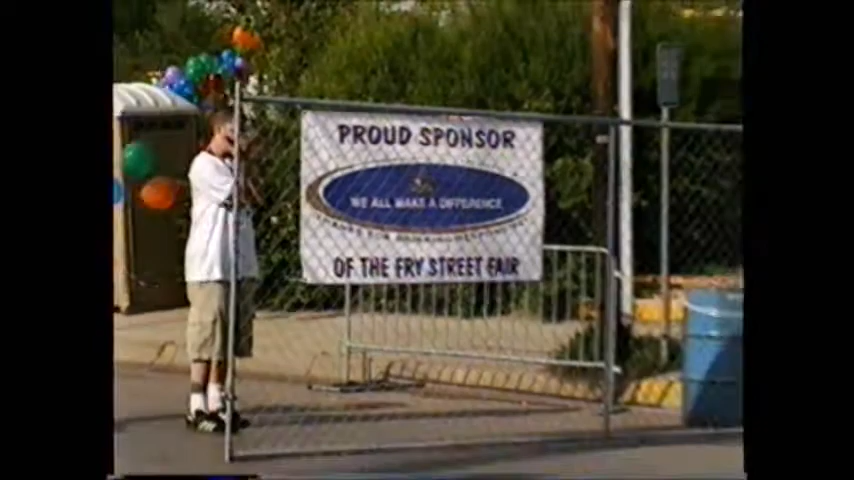 PROUD SPONSOR
WE ALL MAKE A DIFFERENCE
OF THE FRY STREET FAIR